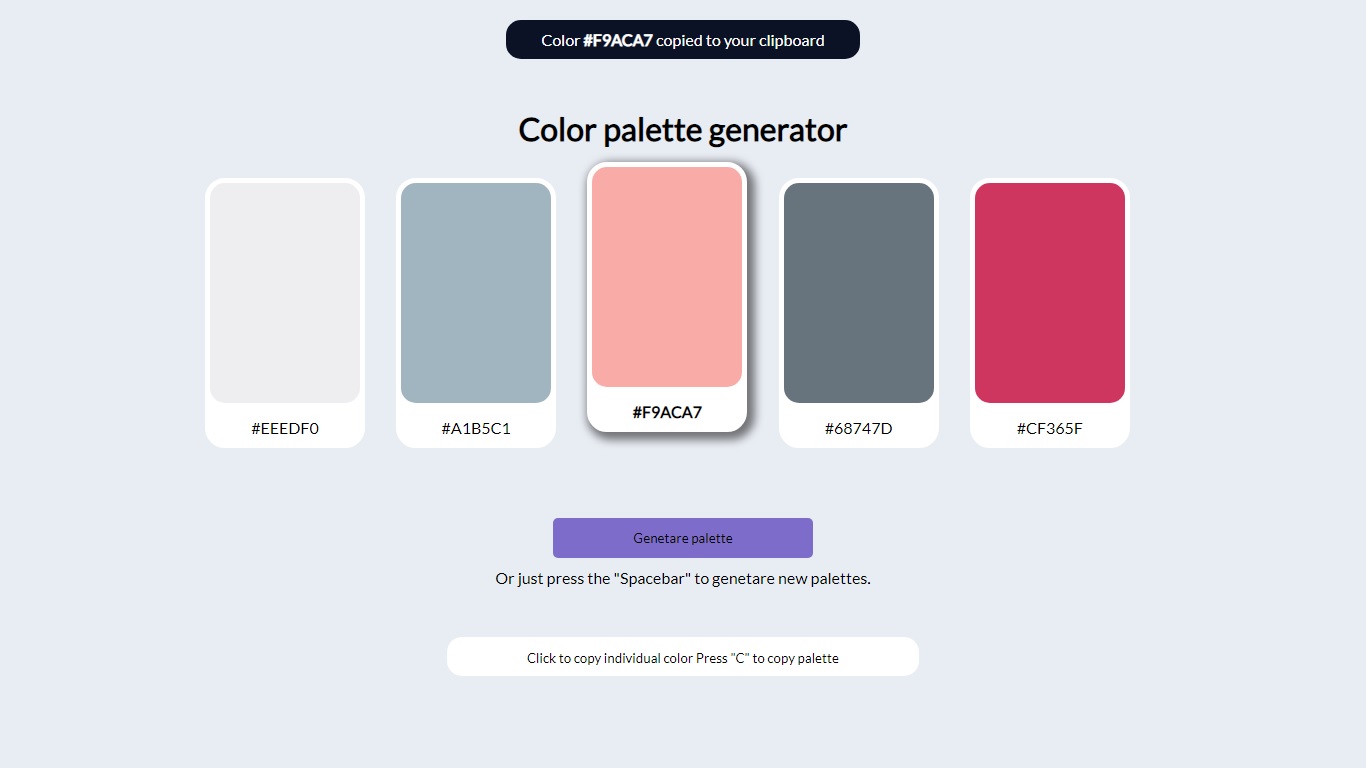 Color #F9ACA7 copied to your clipboard
Color palette generator
#EEEDF0
#A1B5C1
#F9ACA7
#68747D
#CF365F
Genetare palette
Or just press the "Spacebar" to genetare new palettes.
Click to copy individual color Press "C" to copy palette